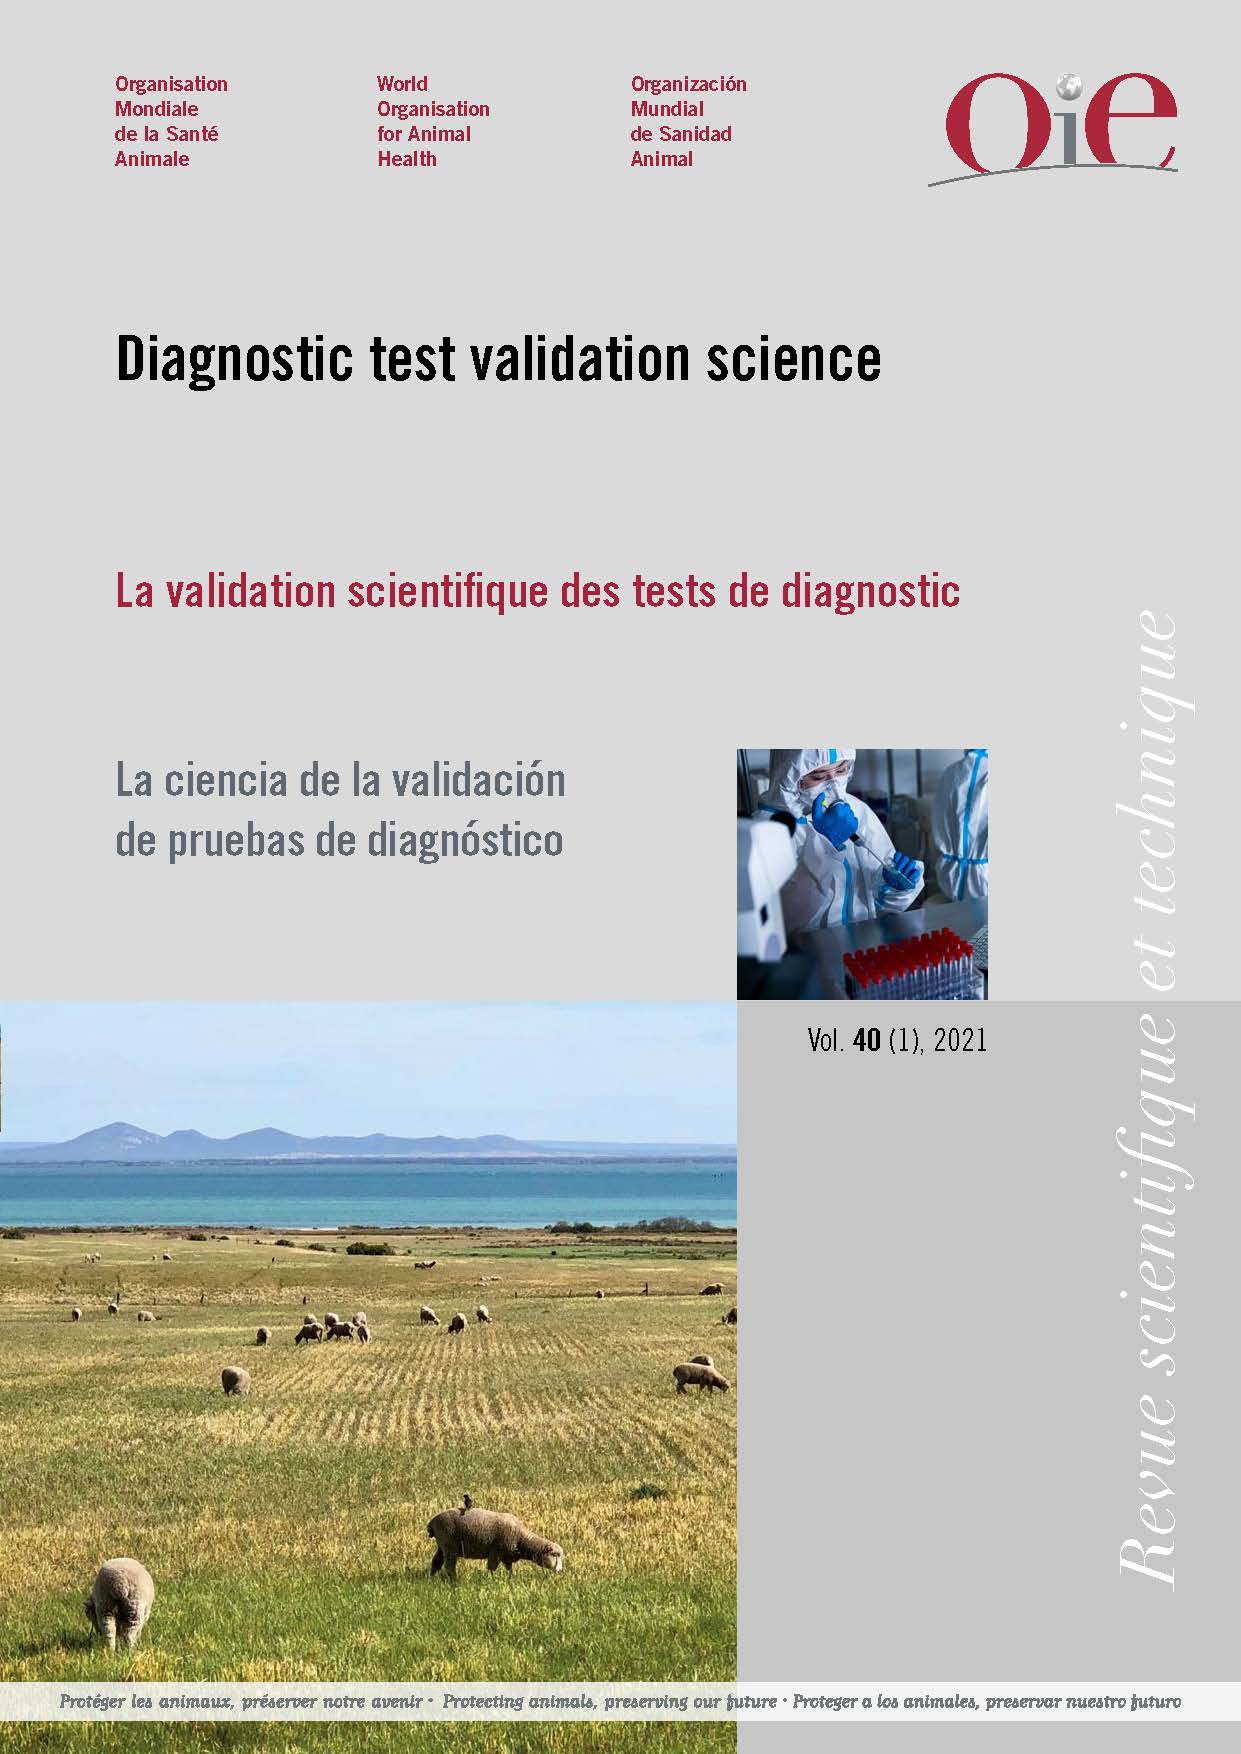 Organisation
Mondiale
de la Santé
Animale
World
Organisation
for Animal
Health
Organización
Mundial
de Sanidad
Animal
oie
Diagnostic test validation science
La validation scientifique des tests de diagnostic
La ciencia de la validación
de pruebas de diagnóstico
Vol. 40 (1), 2021
Revue scientifique et technique
Protéger les animaux, préserver notre avenir • Protecting animals, preserving our future • Proteger a los animales, preservar nuestro futuro